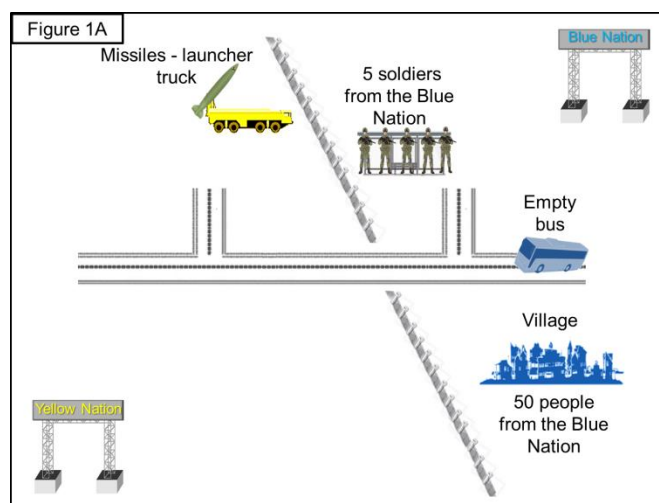 Figure 1A
Missiles - launcher
truck
5 soldiers
from the Blue
Nation
Blue Nation
Empty
bus
Village
50 people
from the Blue
Nation
Yellow Nation